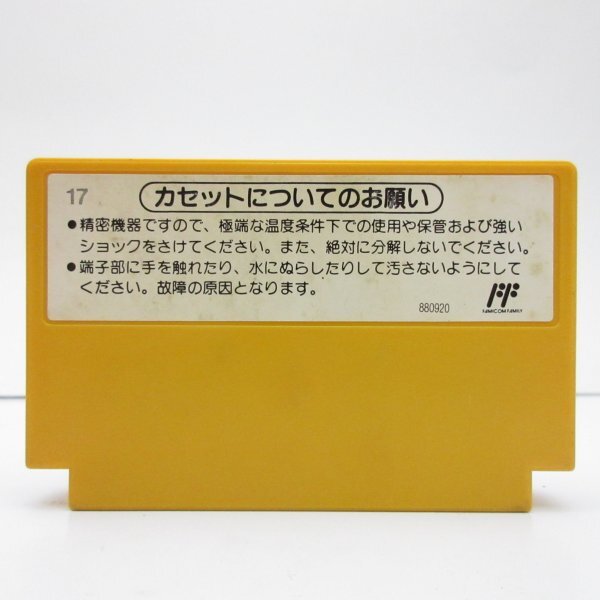 17
カセットについてのお願い
●精密機器ですので、極端な温度条件下での使用や保管および強い
ショックをさけてください。また、絶対に分解しないでください。
●端子部に手を触れたり、水にぬらしたりして汚さないようにして
ください。故障の原因となります。
880920
FAMICOM FAMILY